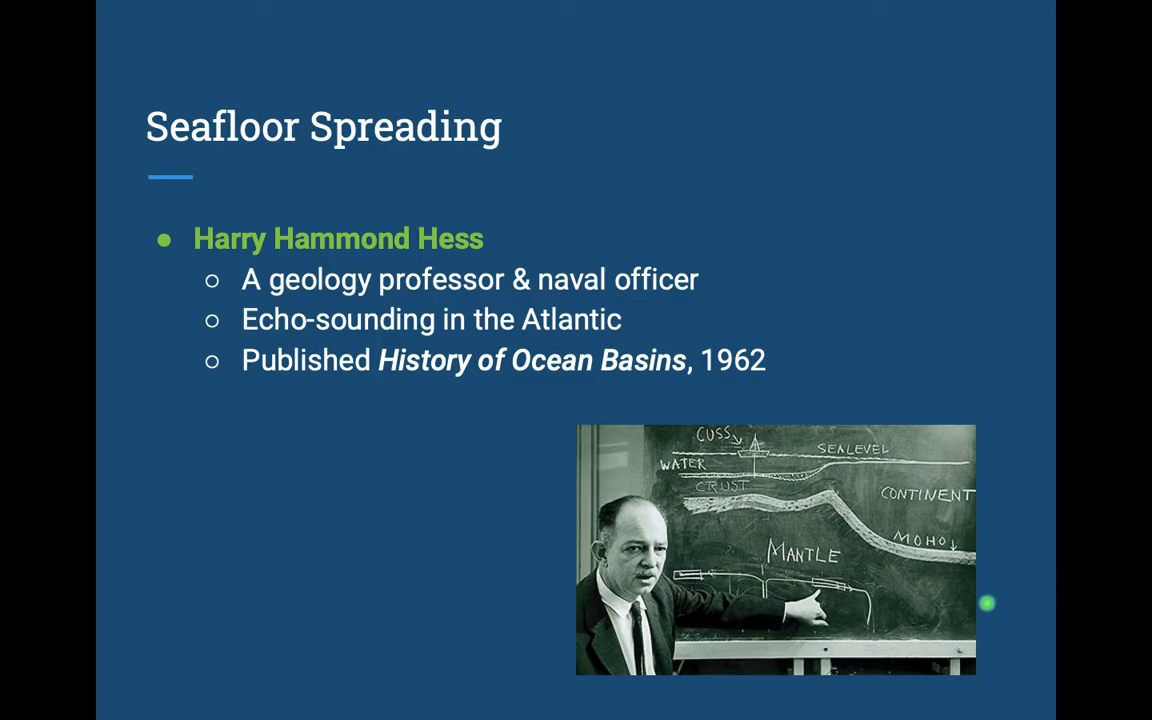 Seafloor Spreading
● Harry Hammond Hess
○ A geology professor & naval officer
○ Echo-sounding in the Atlantic
○ Published History of Ocean Basins, 1962
CUSS
SEALEVEL
WATER
CRUST
CONTINENT
MOHO
MANTLE